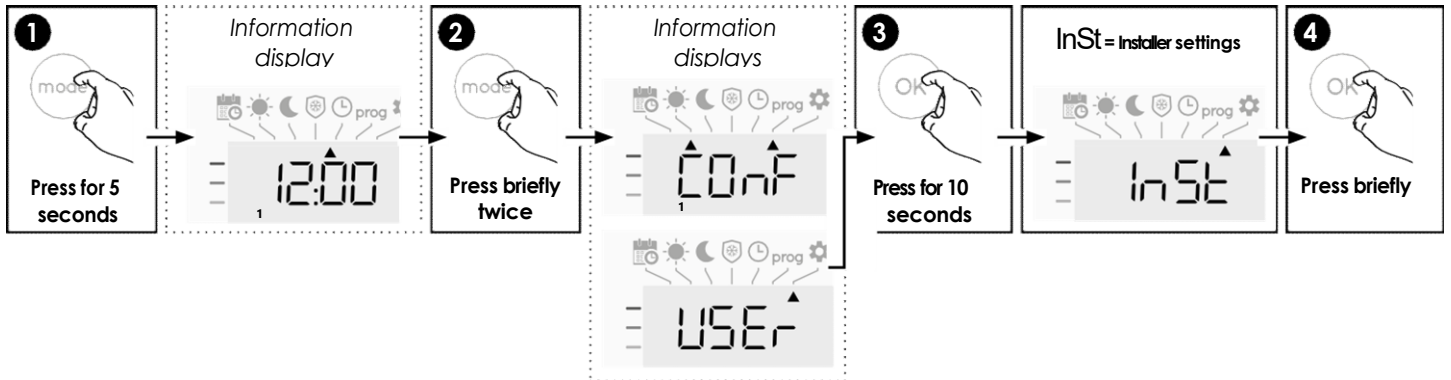 1
mode
Press for 5
seconds
Information
display
prog
12:00
1
2
mode
Press briefly
twice
Information
displays
prog
COnF
1
prog
USEr
3
OK
Press for 10
seconds
InSt = Installer settings
prog
InSt
4
OK
Press briefly